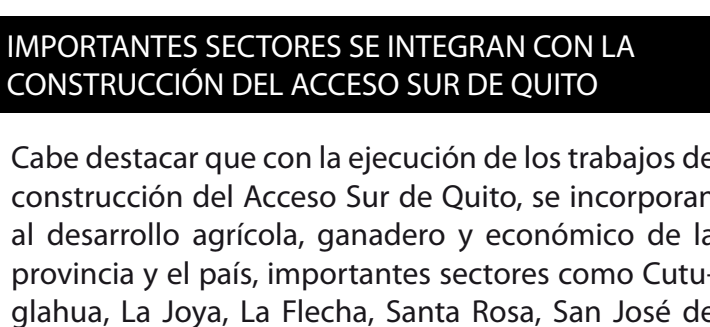 IMPORTANTES SECTORES SE INTEGRAN CON LA
CONSTRUCCIÓN DEL ACCESO SUR DE QUITO
Cabe destacar que con la ejecución de los trabajos de
construcción del Acceso Sur de Quito, se incorporan
al desarrollo agrícola, ganadero y económico de la
provincia y el país, importantes sectores como Cutu-
glahua, La Joya, La Flecha, Santa Rosa, San José de